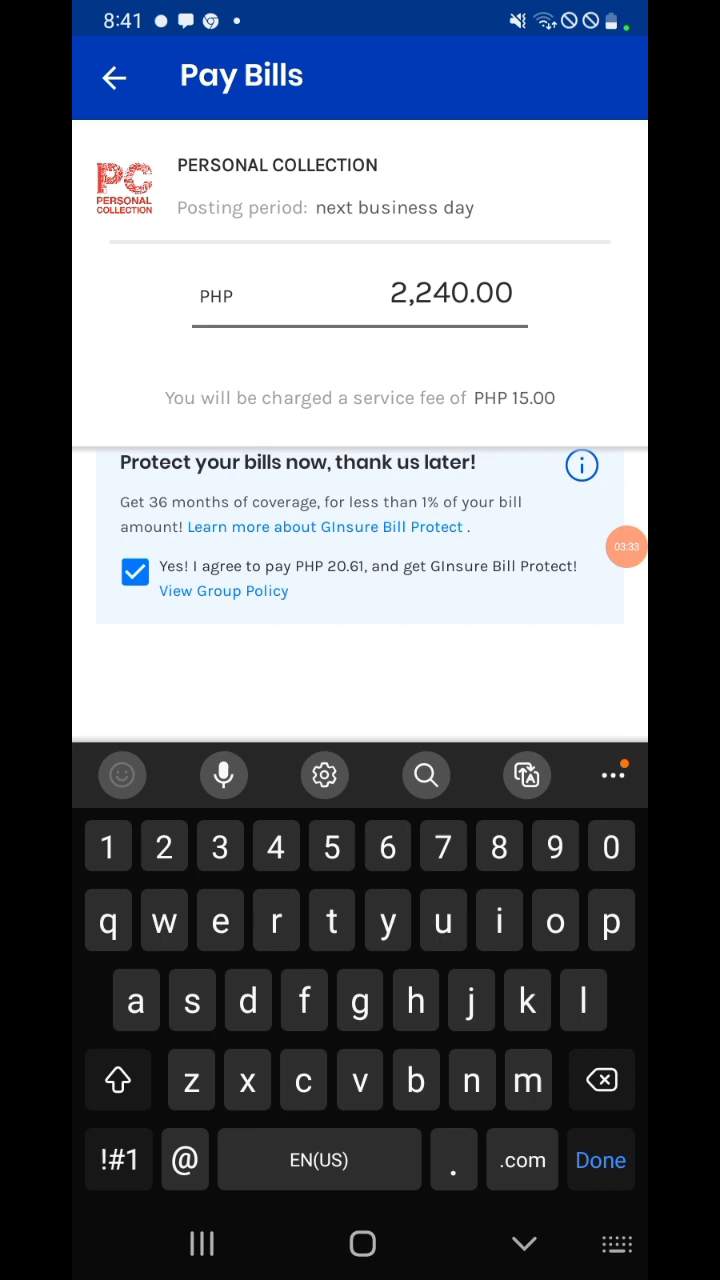 8:41
Pay Bills
PC
PERSONAL
COLLECTION
PERSONAL COLLECTION
Posting period: next business day
PHP 2,240.00
You will be charged a service fee of PHP 15.00
Protect your bills now, thank us later!
Get 36 months of coverage, for less than 1% of your bill
amount! Learn more about GInsure Bill Protect .
03:33
Yes! I agree to pay PHP 20.61, and get GInsure Bill Protect!
View Group Policy
1 2 3 4 5 6 7 8 9 0
q w e r t y u i o p
a s d f g h j k l
z x c v b n m
!#1 @ EN(US) . .com Done